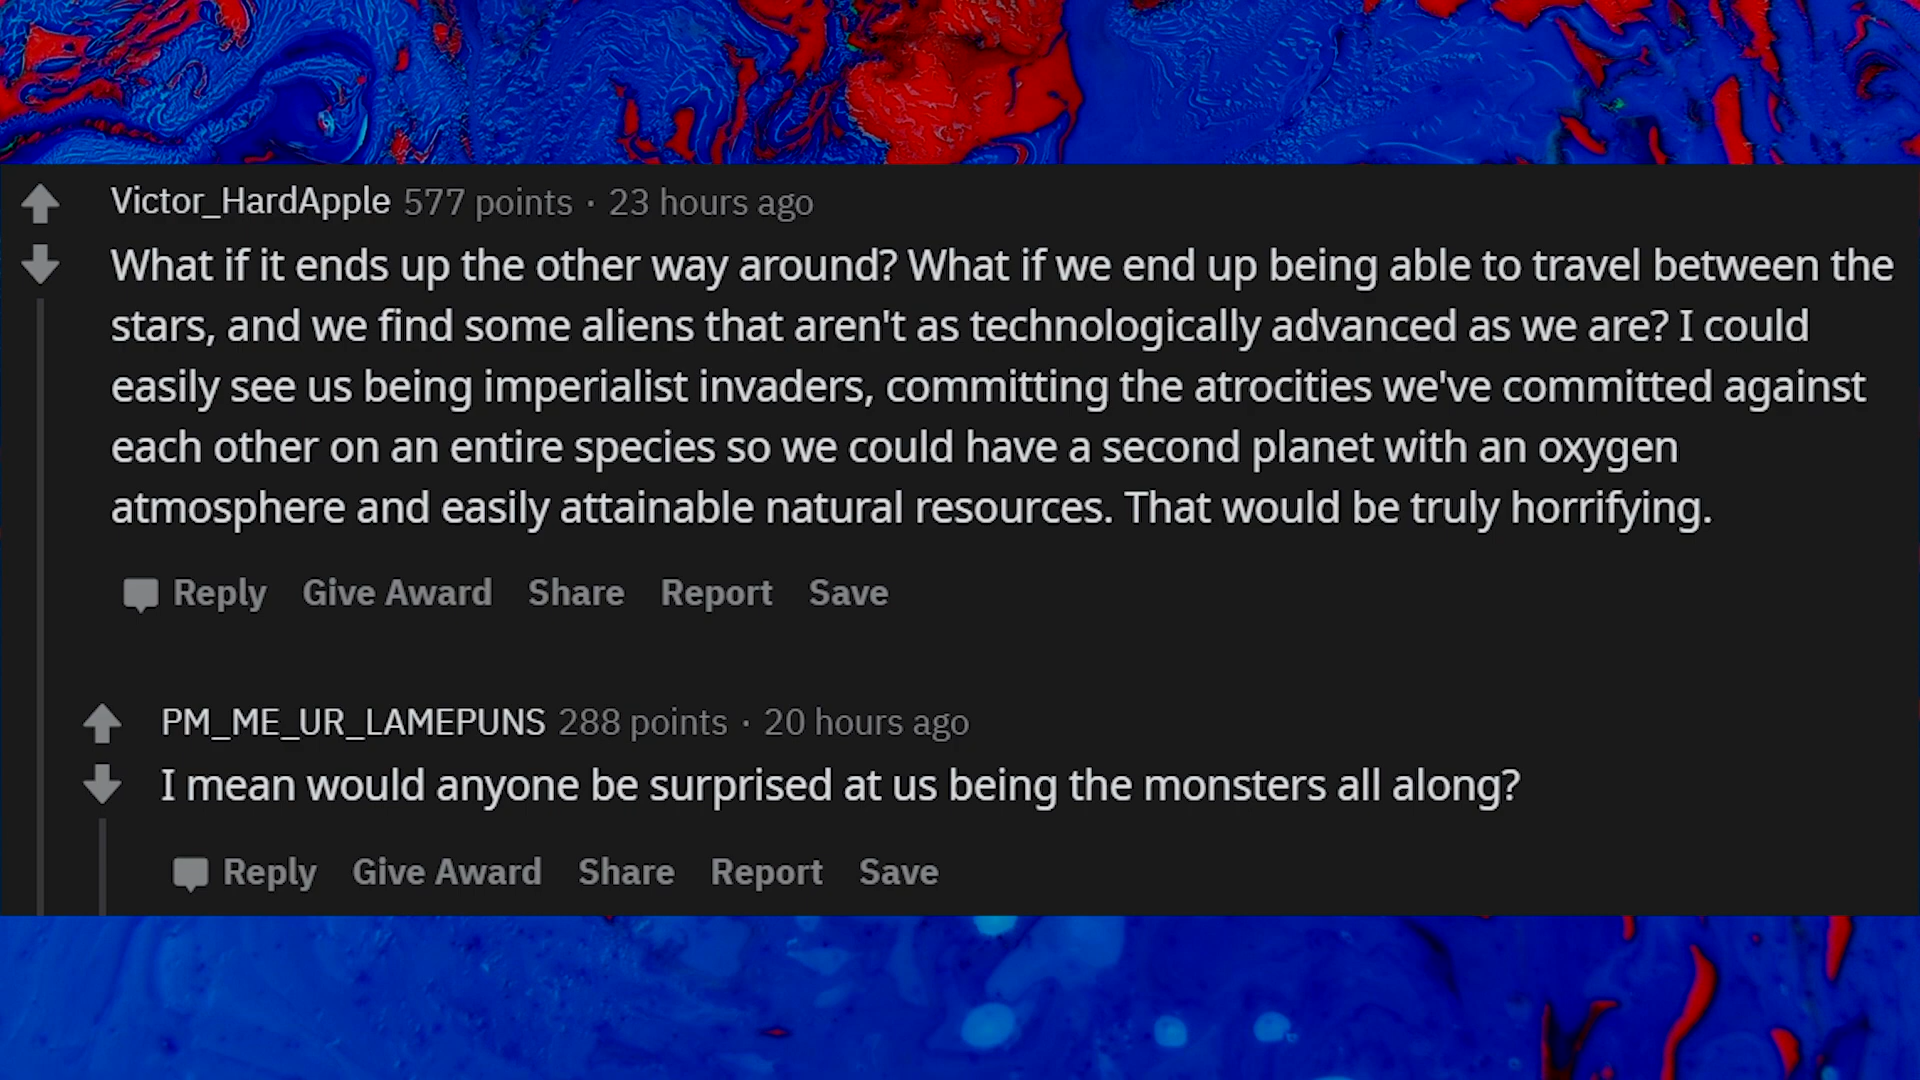 Victor_HardApple 577 points · 23 hours ago
What if it ends up the other way around? What if we end up being able to travel between the
stars, and we find some aliens that aren't as technologically advanced as we are? I could
easily see us being imperialist invaders, committing the atrocities we've committed against
each other on an entire species so we could have a second planet with an oxygen
atmosphere and easily attainable natural resources. That would be truly horrifying.
Reply Give Award Share Report Save
PM_ME_UR_LAMEPUNS 288 points · 20 hours ago
I mean would anyone be surprised at us being the monsters all along?
Reply Give Award Share Report Save